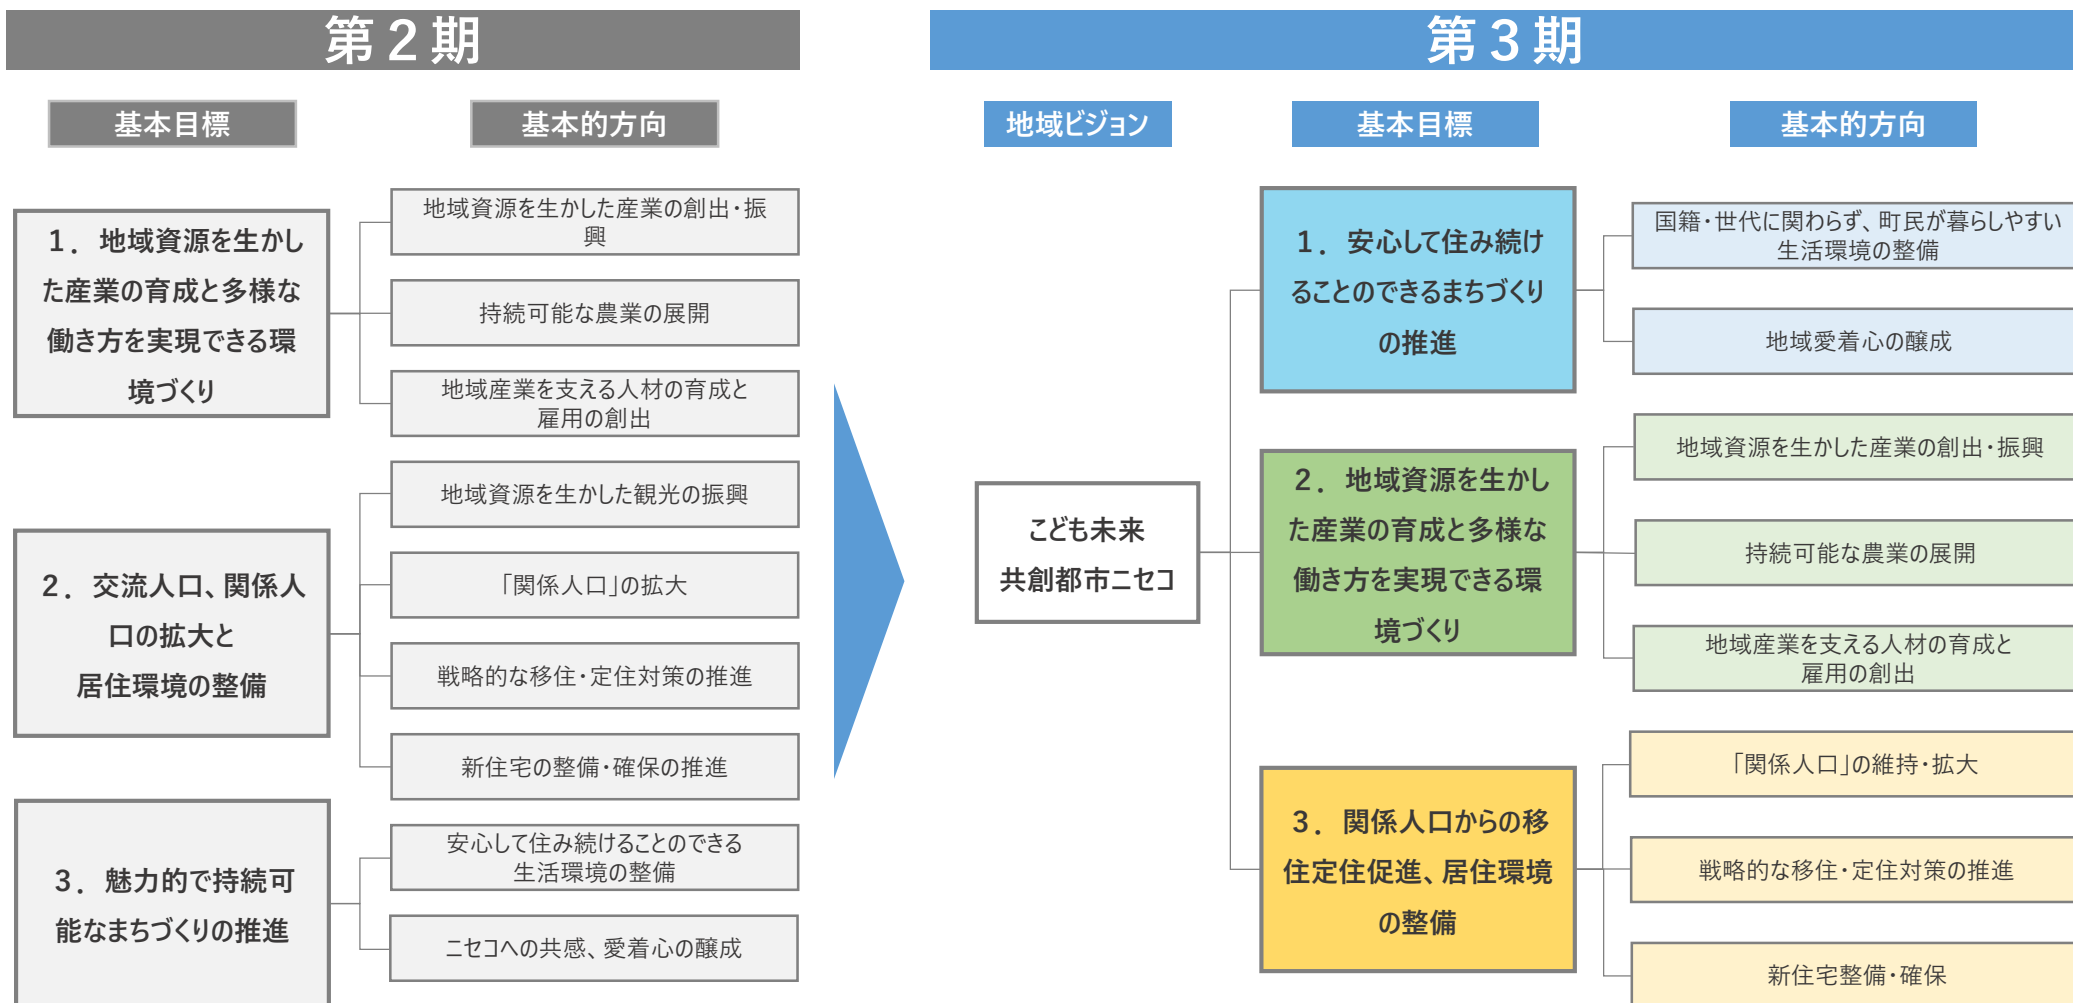 第２期
基本目標
基本的方向
１．地域資源を生かし
た産業の育成と多様な
働き方を実現できる環
境づくり
地域資源を生かした産業の創出・振
興
持続可能な農業の展開
地域産業を支える人材の育成と
雇用の創出
２．交流人口、関係人
口の拡大と
居住環境の整備
地域資源を生かした観光の振興
「関係人口」の拡大
戦略的な移住・定住対策の推進
新住宅の整備・確保の推進
３．魅力的で持続可
能なまちづくりの推進
安心して住み続けることのできる
生活環境の整備
ニセコへの共感、愛着心の醸成
第３期
地域ビジョン
基本目標
基本的方向
こども未来
共創都市ニセコ
１．安心して住み続け
ることのできるまちづくり
の推進
国籍・世代に関わらず、町民が暮らしやすい
生活環境の整備
地域愛着心の醸成
２．地域資源を生かし
た産業の育成と多様な
働き方を実現できる環
境づくり
地域資源を生かした産業の創出・振興
持続可能な農業の展開
地域産業を支える人材の育成と
雇用の創出
３．関係人口からの移
住定住促進、居住環境
の整備
「関係人口」の維持・拡大
戦略的な移住・定住対策の推進
新住宅整備・確保